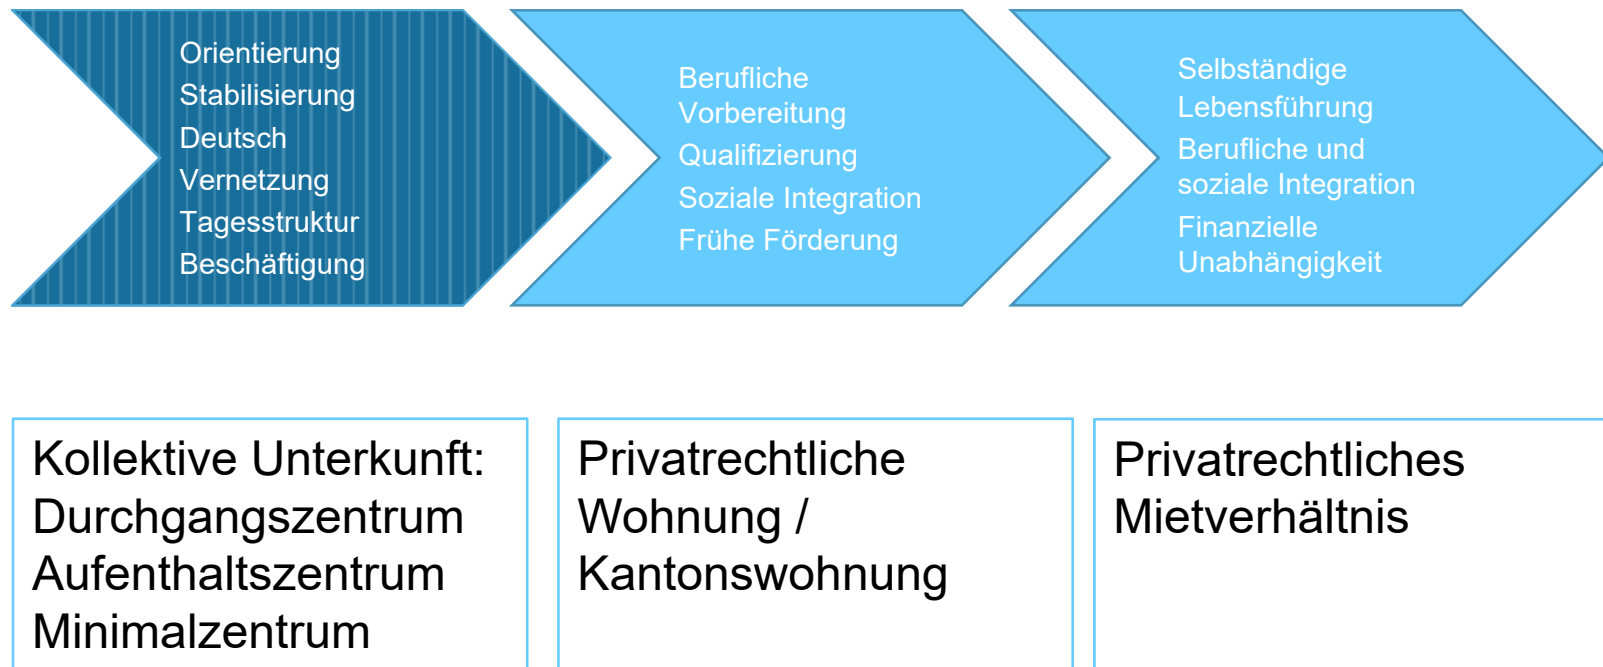 Orientierung
Stabilisierung
Deutsch
Vernetzung
Tagesstruktur
Beschäftigung
Berufliche
Vorbereitung
Qualifizierung
Soziale Integration
Frühe Förderung
Selbständige
Lebensführung
Berufliche und
soziale Integration
Finanzielle
Unabhängigkeit
Kollektive Unterkunft:
Durchgangszentrum
Aufenthaltszentrum
Minimalzentrum
Privatrechtliche
Wohnung /
Kantonswohnung
Privatrechtliches
Mietverhältnis